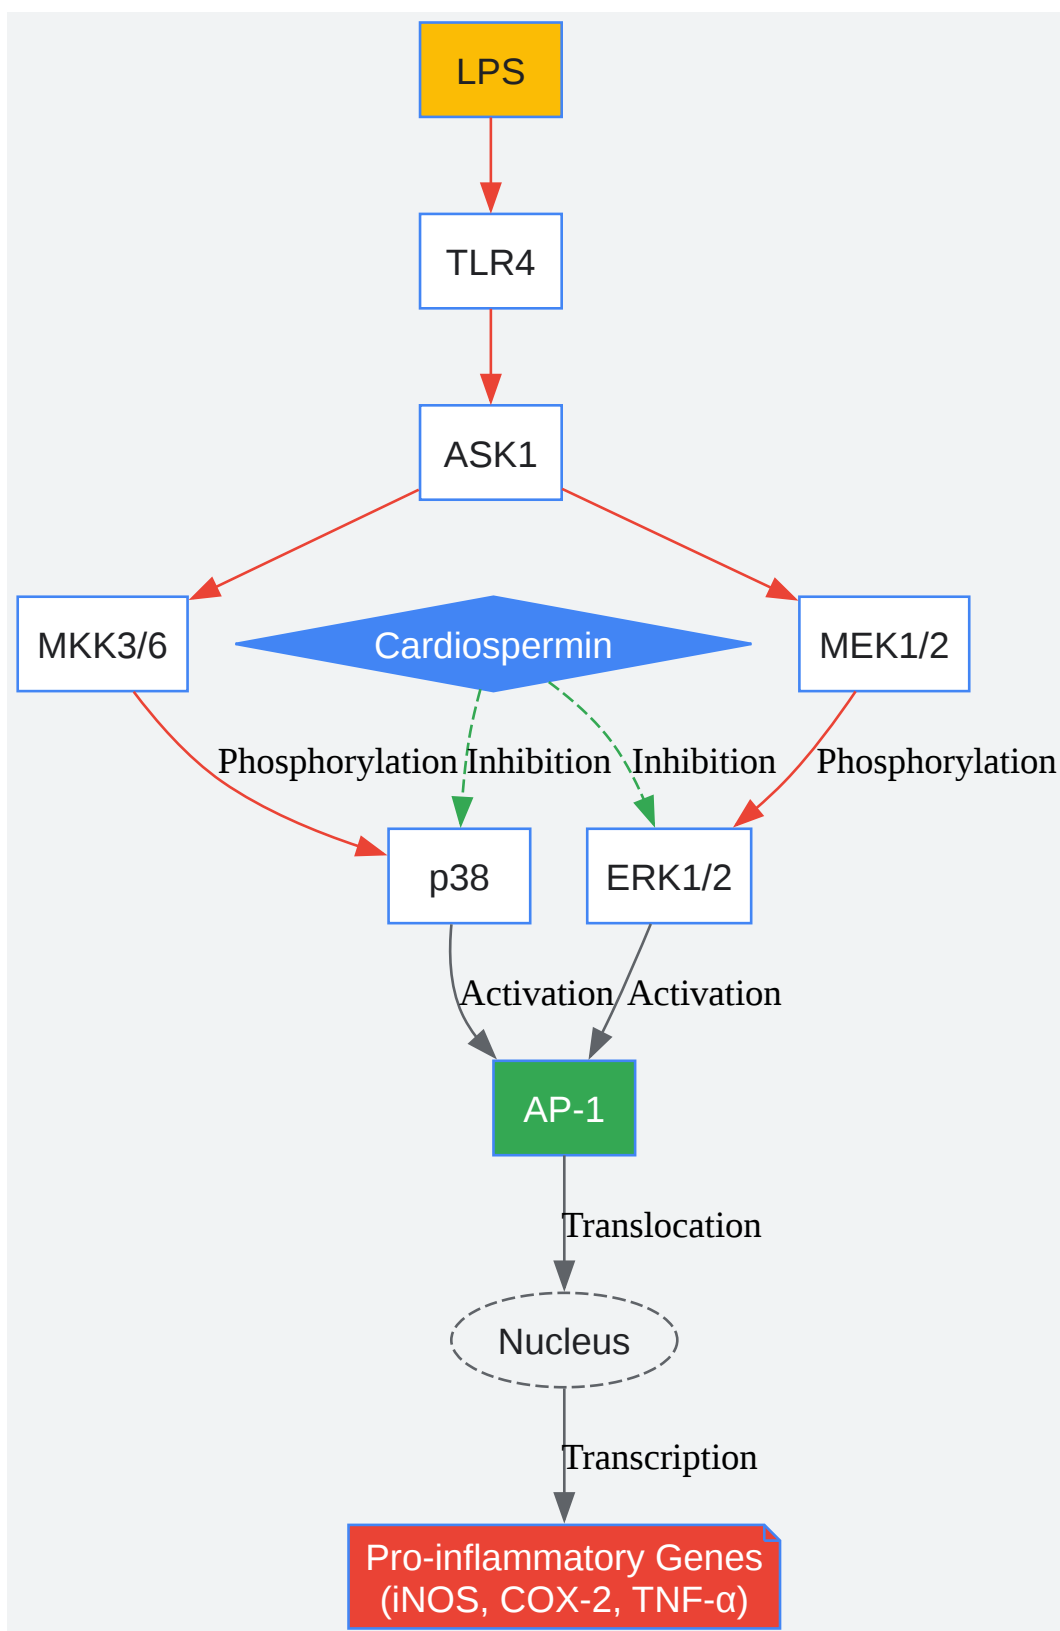 LPS
TLR4
ASK1
MKK3/6
Cardiospermin
MEK1/2
Phosphorylation
Inhibition
Inhibition
Phosphorylation
p38
ERK1/2
Activation
Activation
AP-1
Translocation
Nucleus
Transcription
Pro-inflammatory Genes
(iNOS, COX-2, TNF-α)